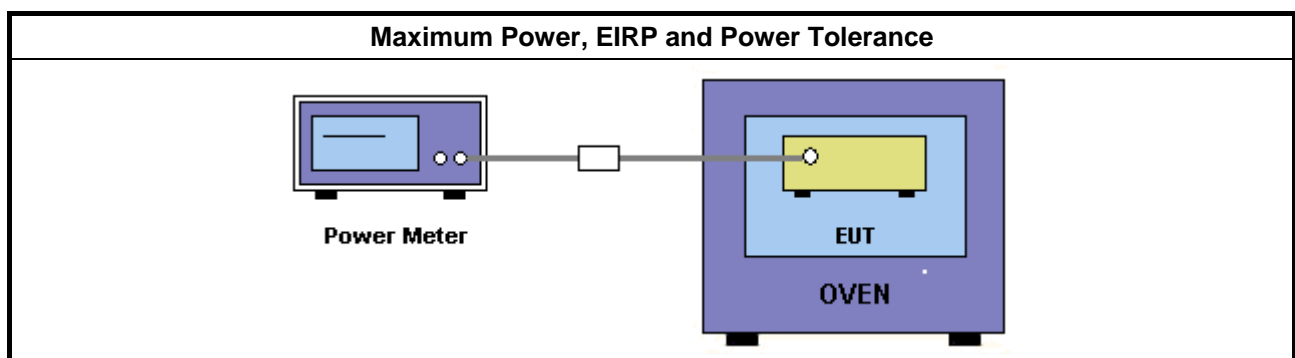 Maximum Power, EIRP and Power Tolerance
Power Meter
EUT
OVEN